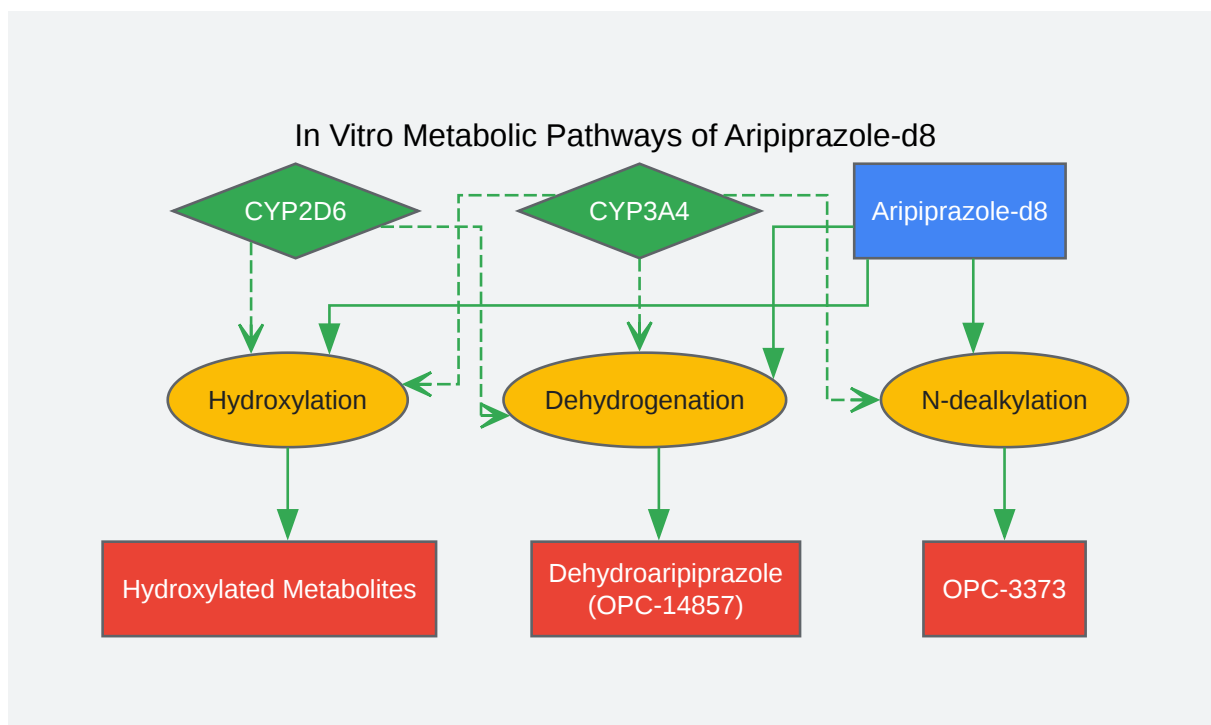 In Vitro Metabolic Pathways of Aripiprazole-d8
CYP2D6
CYP3A4
Aripiprazole-d8
Hydroxylation
Dehydrogenation
N-dealkylation
Hydroxylated Metabolites
Dehydroaripiprazole
(OPC-14857)
OPC-3373